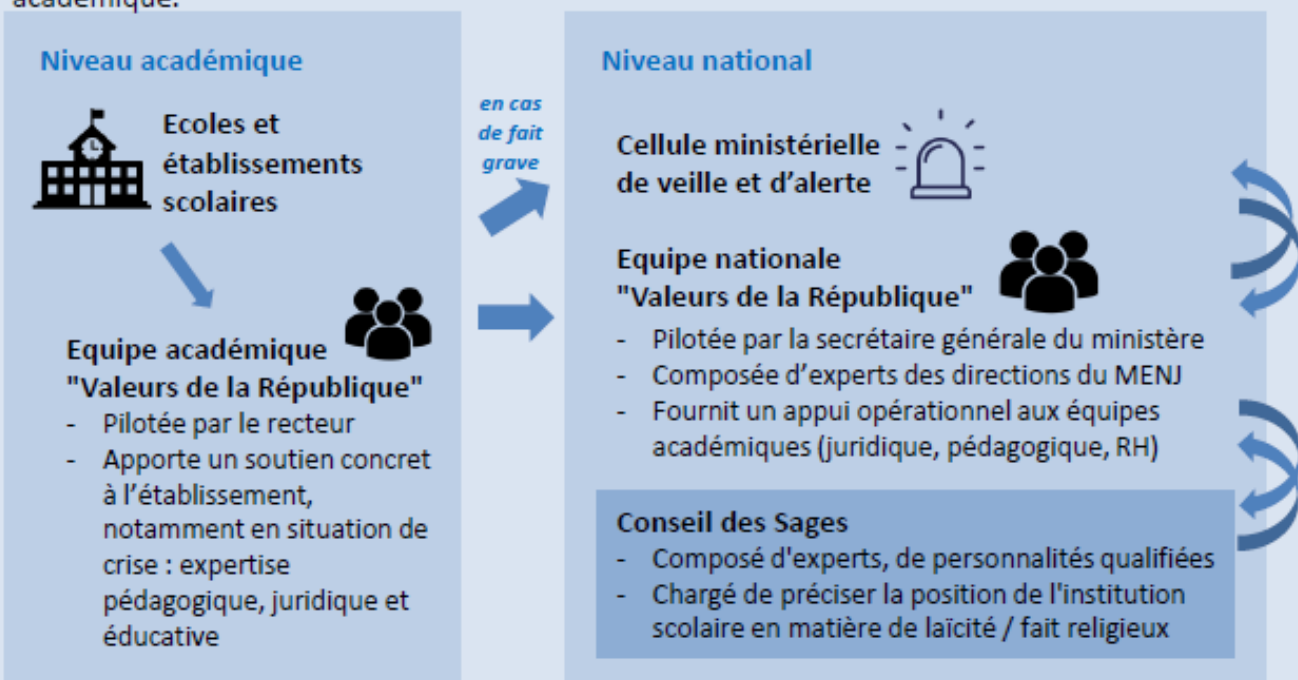 académique.
Niveau académique
Ecoles et
établissements
scolaires
Equipe académique
"Valeurs de la République"
- Pilotée par le recteur
- Apporte un soutien concret
à l'établissement,
notamment en situation de
crise : expertise
pédagogique, juridique et
éducative
en cas
de fait
grave
Niveau national
Cellule ministérielle
de veille et d'alerte
Equipe nationale
"Valeurs de la République"
- Pilotée par la secrétaire générale du ministère
- Composée d'experts des directions du MENJ
- Fournit un appui opérationnel aux équipes
académiques (juridique, pédagogique, RH)
Conseil des Sages
- Composé d'experts, de personnalités qualifiées
- Chargé de préciser la position de l'institution
scolaire en matière de laïcité / fait religieux